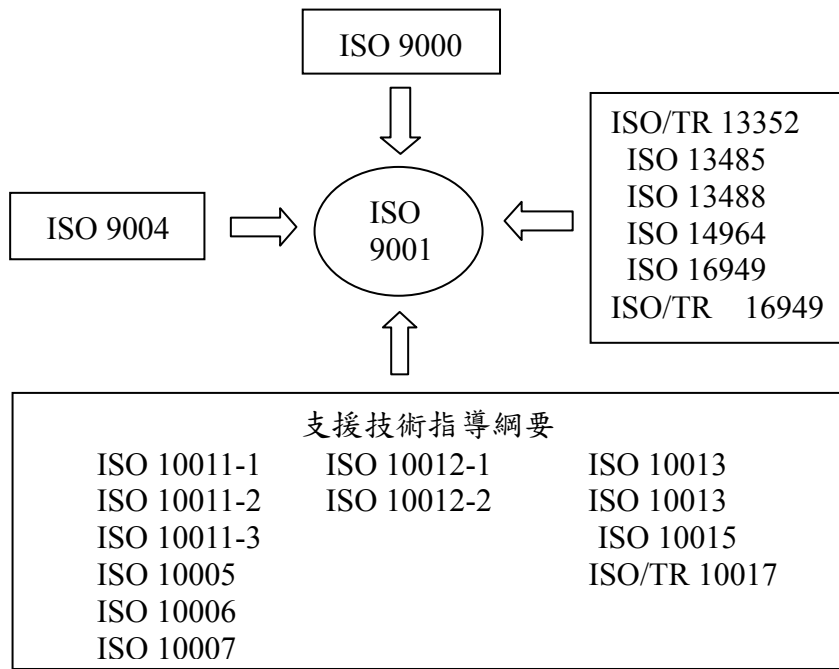 ISO 9000
ISO/TR 13352
ISO 13485
ISO 13488
ISO 14964
ISO 16949
ISO/TR 16949
ISO 9004
ISO
9001
支援技術指導綱要
ISO 10011-1 ISO 10012-1 ISO 10013
ISO 10011-2 ISO 10012-2 ISO 10013
ISO 10011-3 ISO 10015
ISO 10005 ISO/TR 10017
ISO 10006
ISO 10007